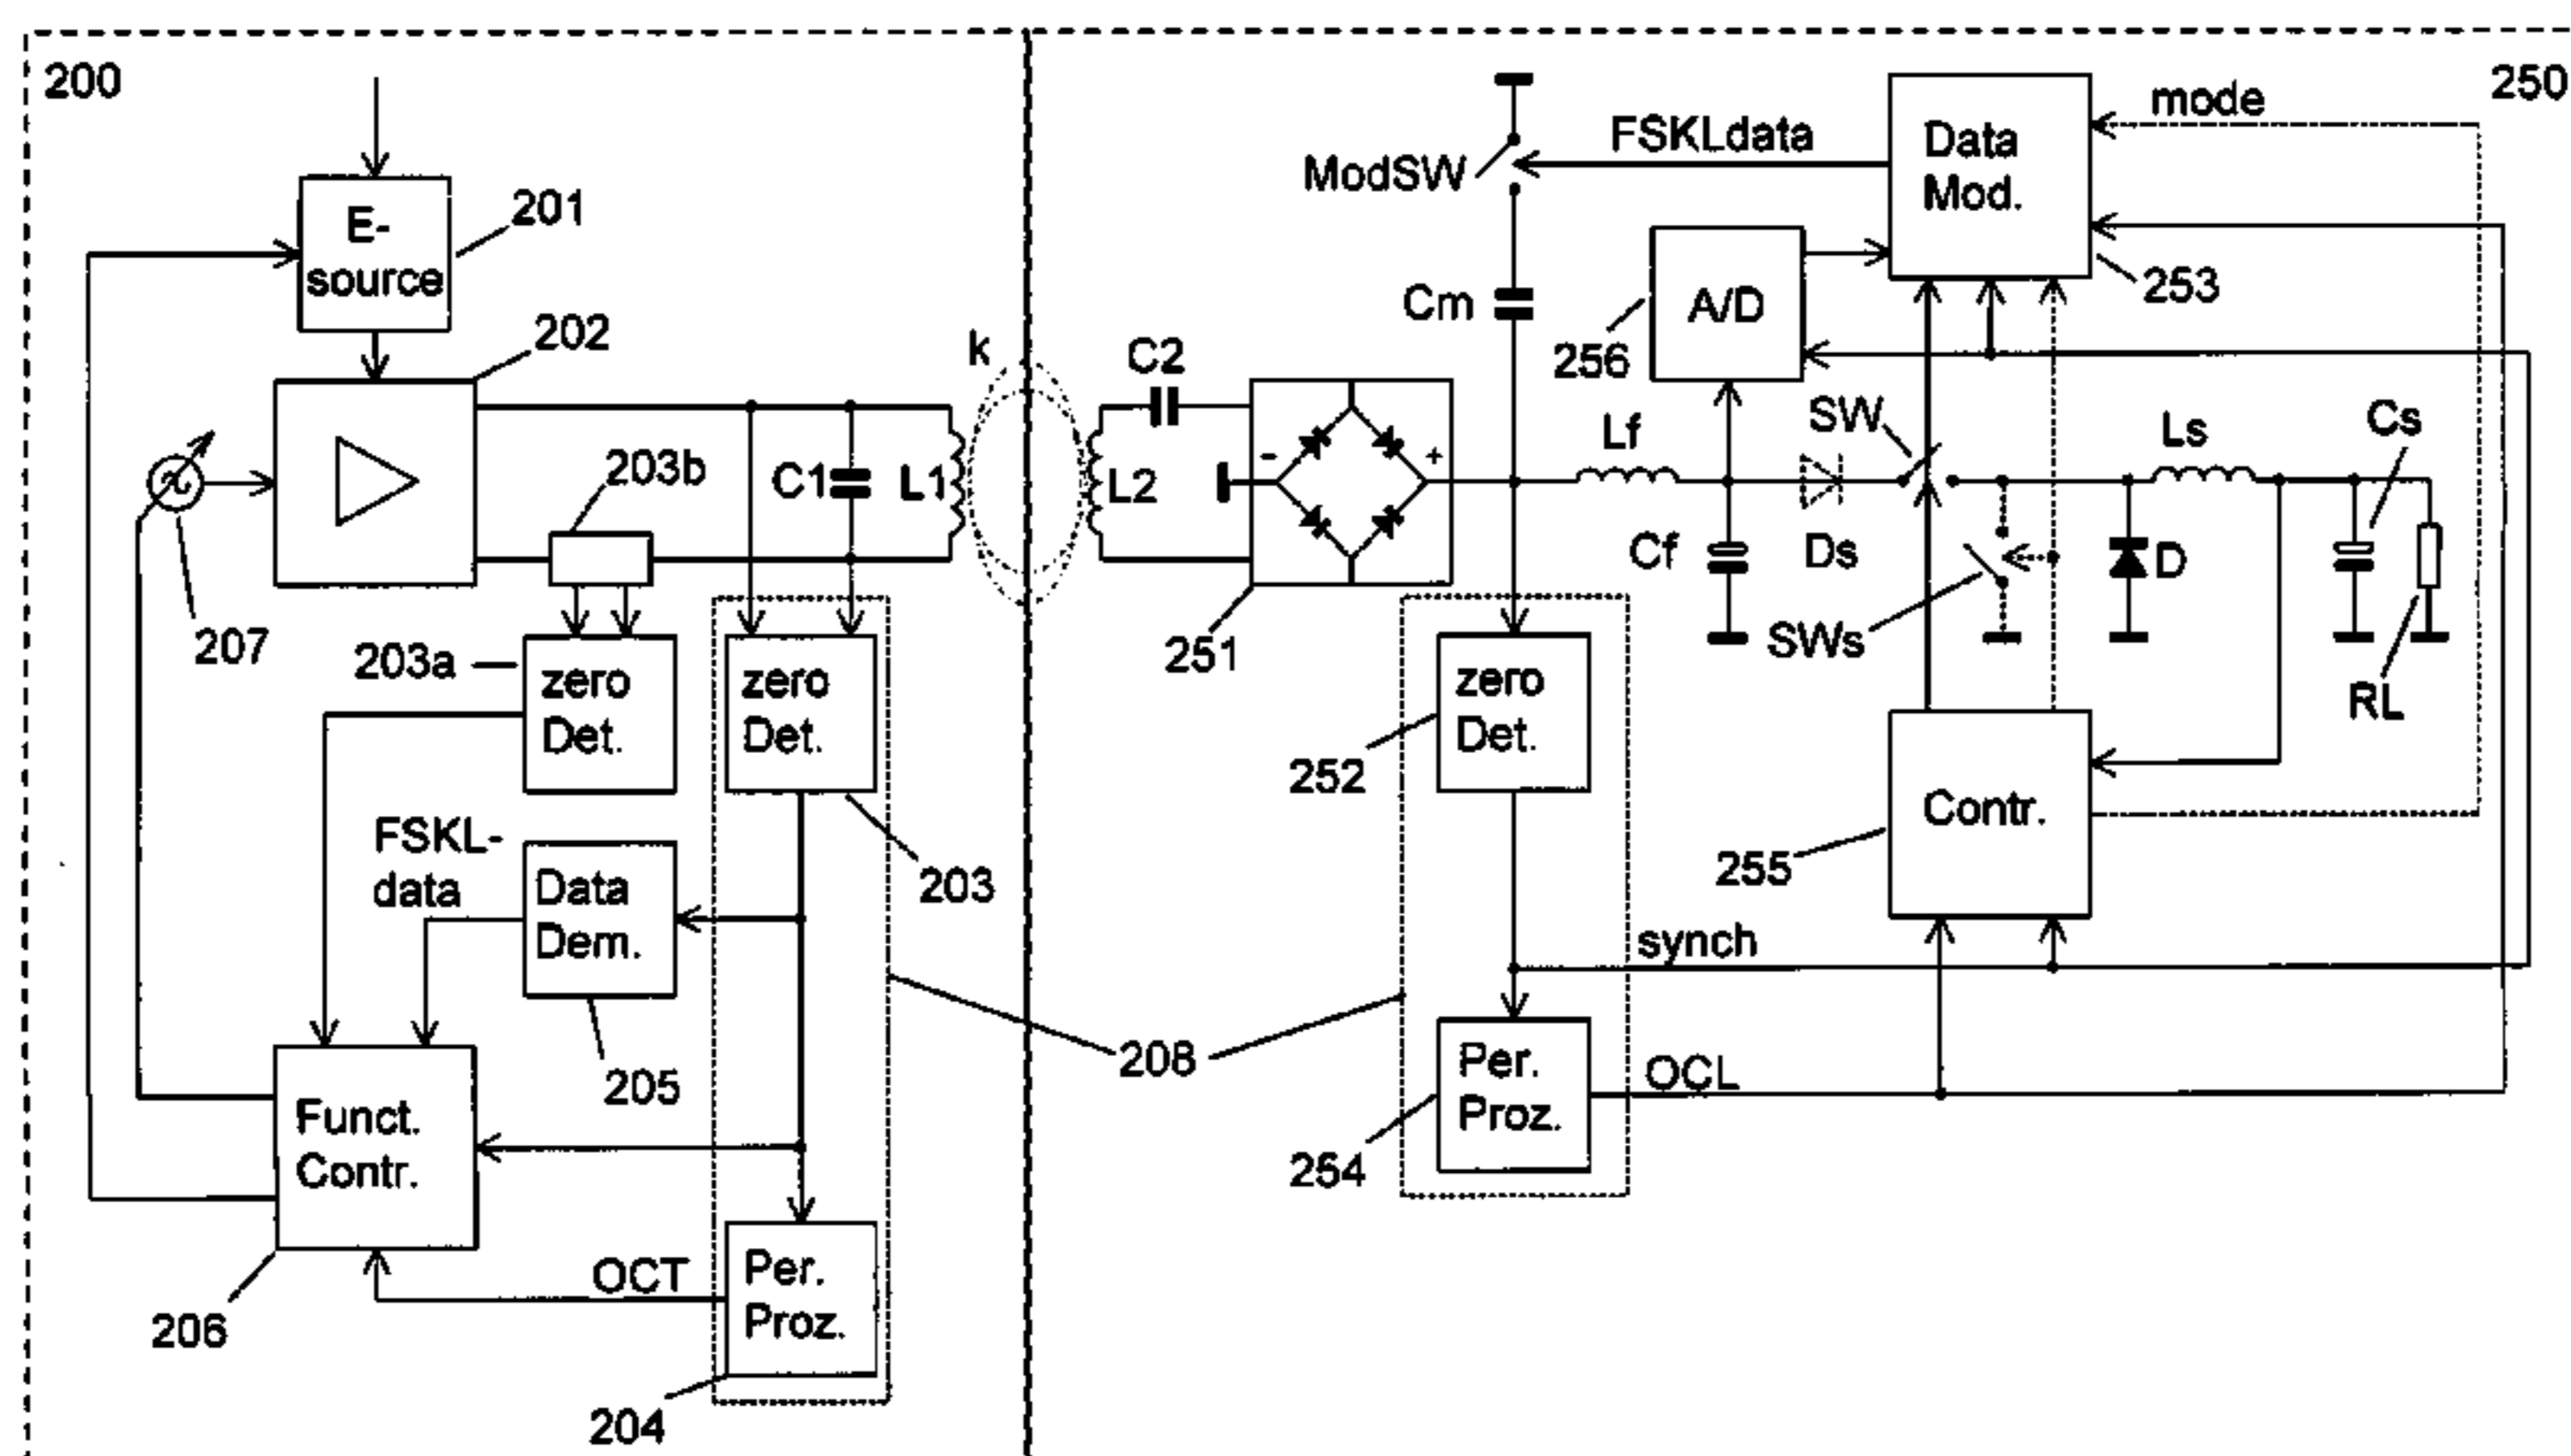 200
E-
source
201
202
207
203b
203a
C1
L1
k
zero
Det.
zero
Det.
203
FSKL-
data
Data
Dem.
205
Funct.
Contr.
206
OCT
Per.
Proz.
204
208
250
mode
FSKLdata
Data
Mod.
253
ModSW
Cm
A/D
256
C2
L2
-
+
251
Lf
Cf
Ds
SW
SWs
D
Ls
Cs
RL
zero
Det.
252
Contr.
255
synch
Per.
Proz.
254
OCL